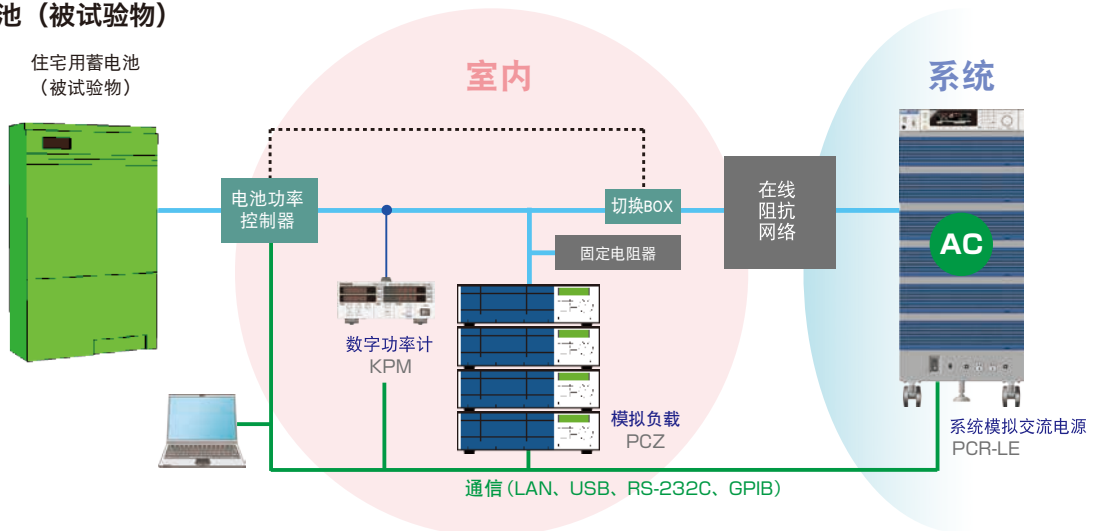 池（被试验物）
住宅用蓄电池
（被试验物）
室内
系统
电池功率
控制器
切换BOX
在线
阻抗
网络
固定电阻器
AC
数字功率计
KPM
模拟负载
PCZ
系统模拟交流电源
PCR-LE
通信（LAN、USB、RS-232C、GPIB）